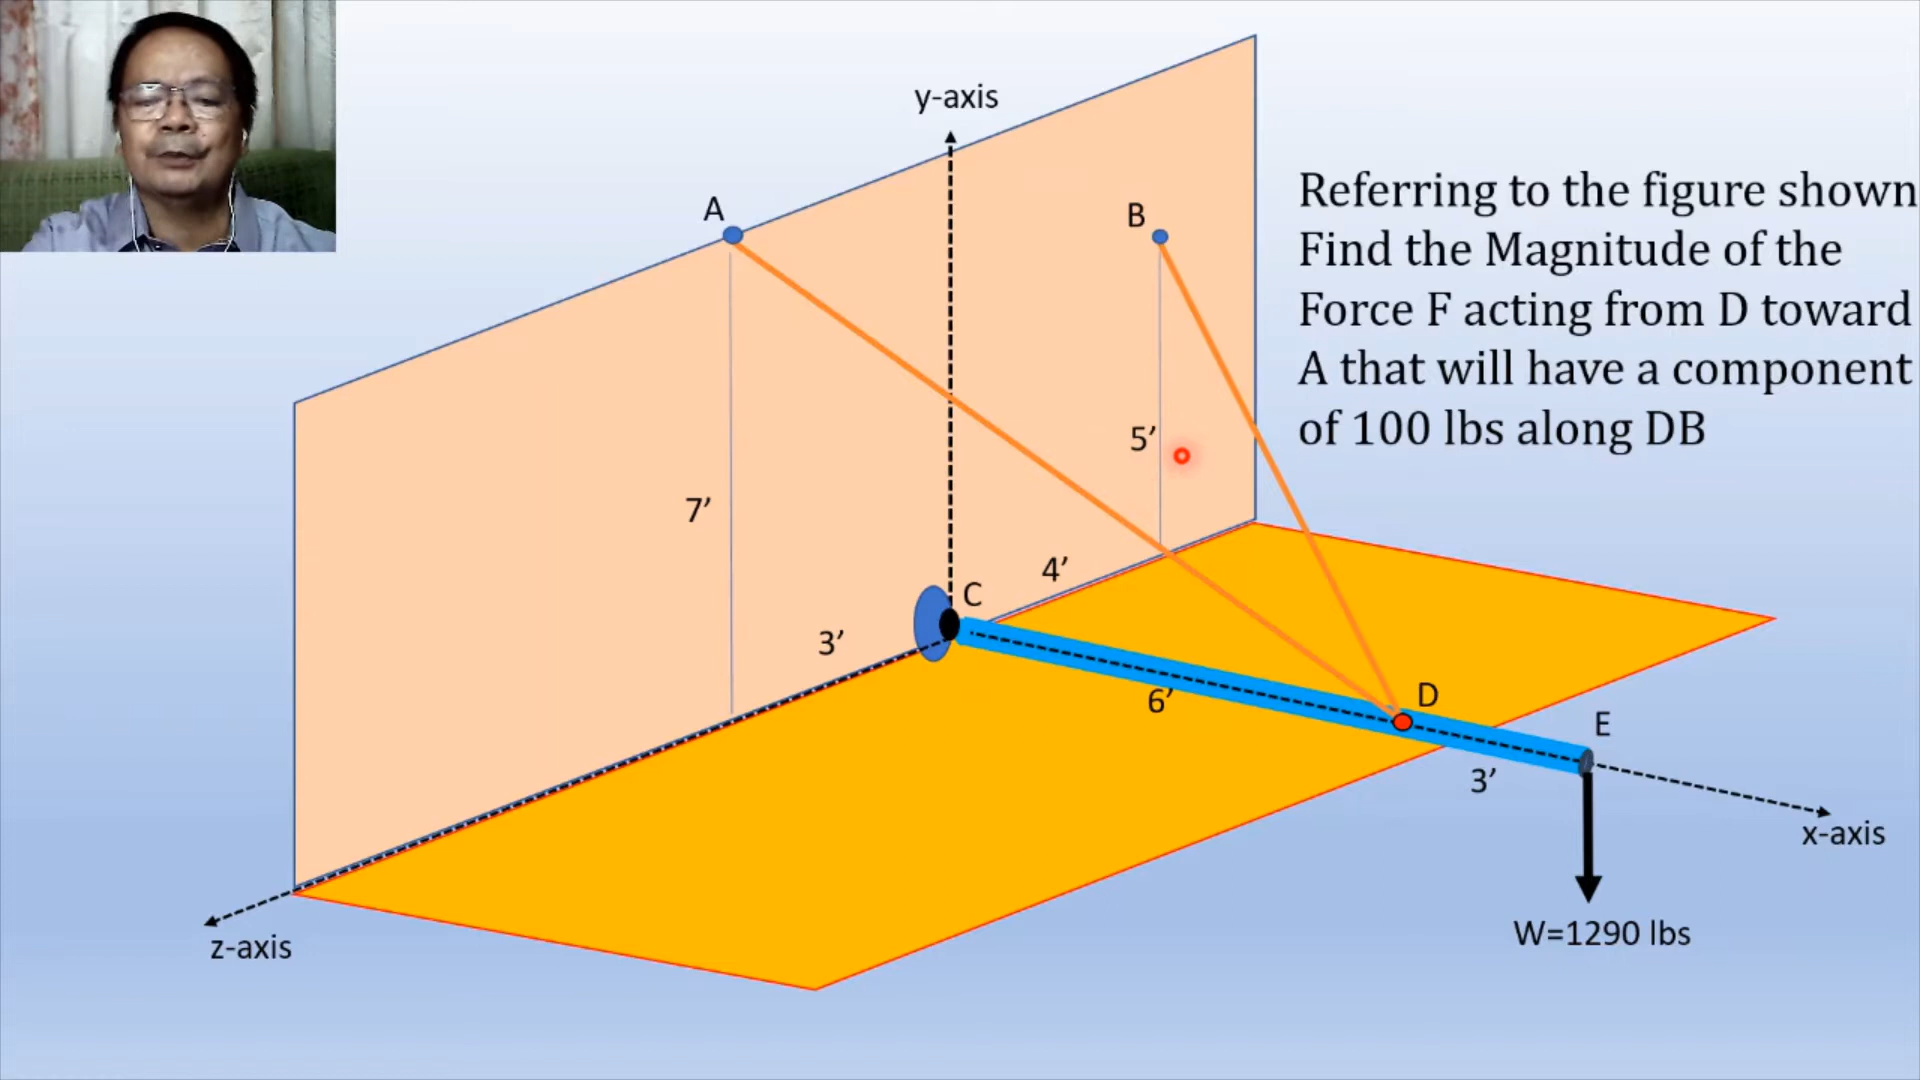 y-axis
A
B
Referring to the figure shown
Find the Magnitude of the
Force F acting from D toward
A that will have a component
of 100 lbs along DB
5’
7’
4’
C
3’
6’
D
E
3’
x-axis
z-axis
W=1290 lbs